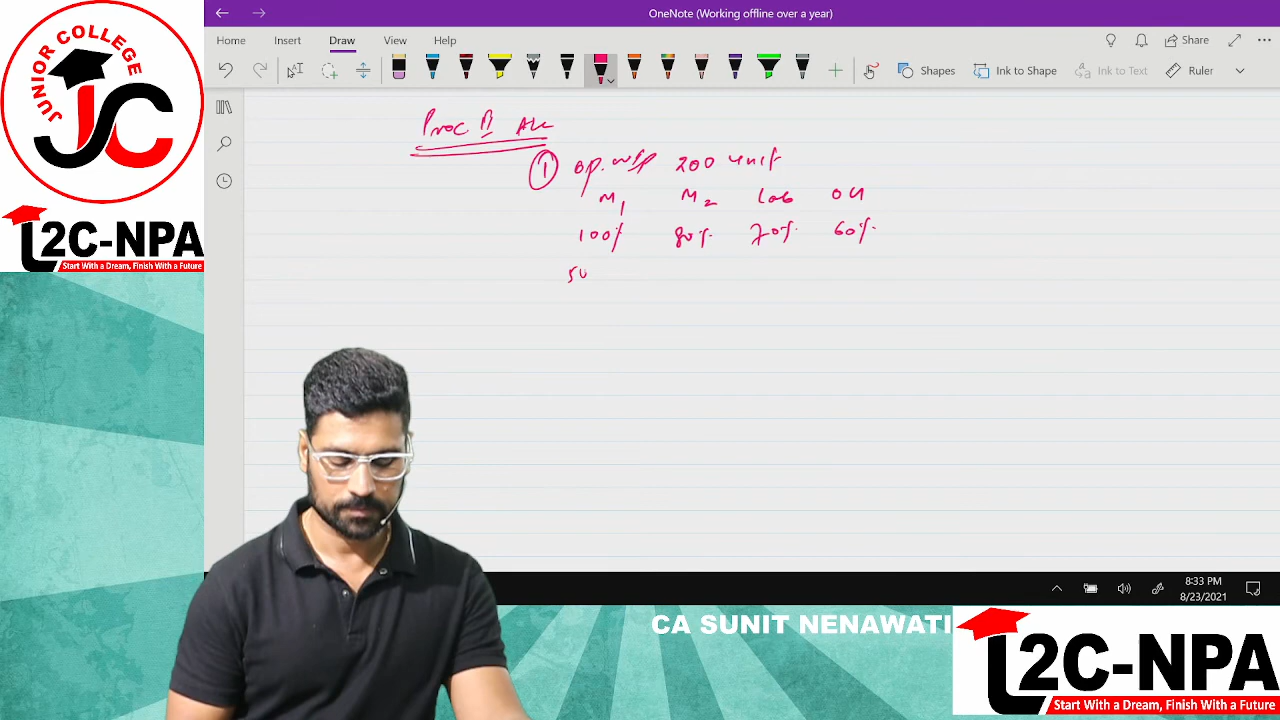 OneNote (Working offline over a year)
Home Insert Draw View Help Share
Shapes Ink to Shape Ink to Text Ruler
JUNIOR COLLEGE
JC
L2C-NPA
Start With a Dream, Finish With a Future
Proc B A/c
① op. wip 200 unit
M1 M2 Lab OH
100% 80% 70% 60%
50
8:33 PM
8/23/2021
CA SUNIT NENAWATI
L2C-NPA
Start With a Dream, Finish With a Future